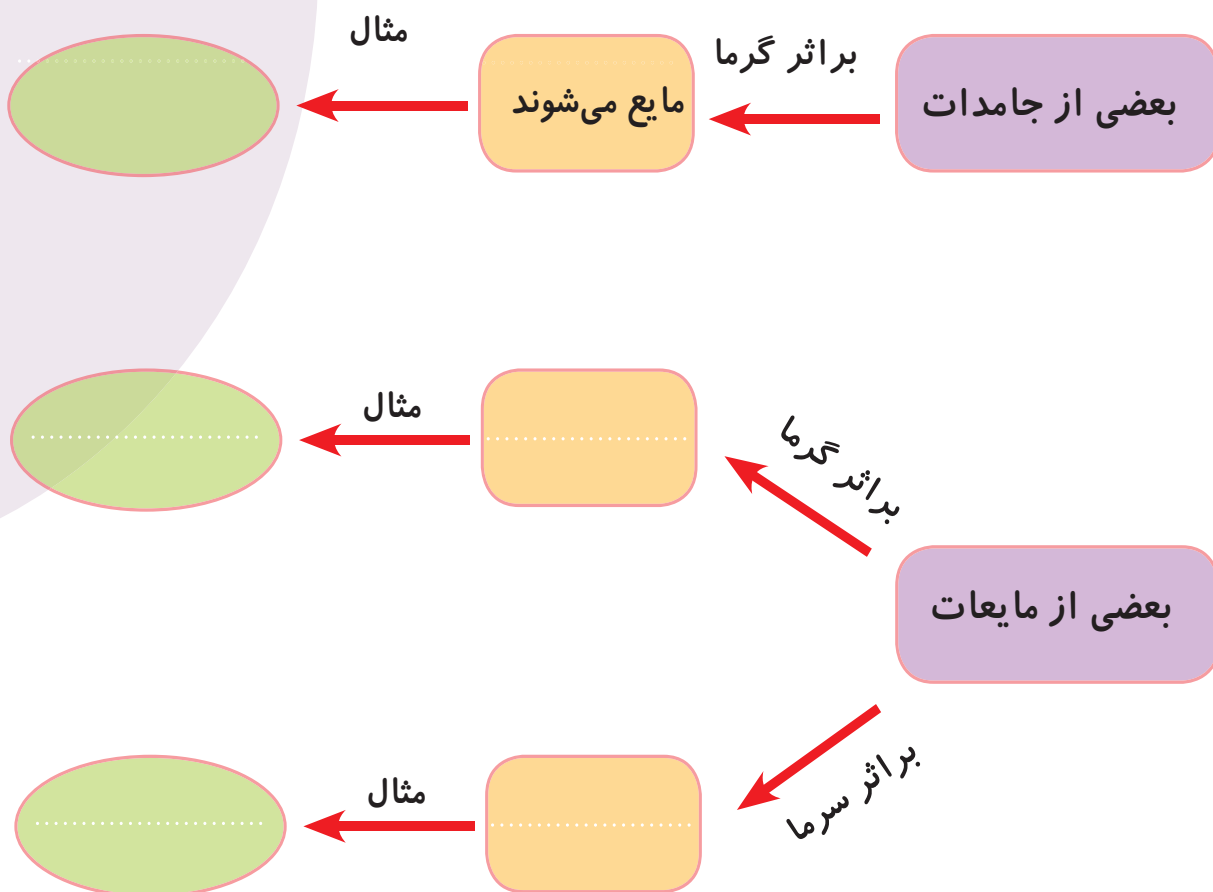 بعضی از جامدات
براثر گرما
مایع می‌شوند
مثال
براثر گرما
مثال
بعضی از مایعات
براثر سرما
مثال